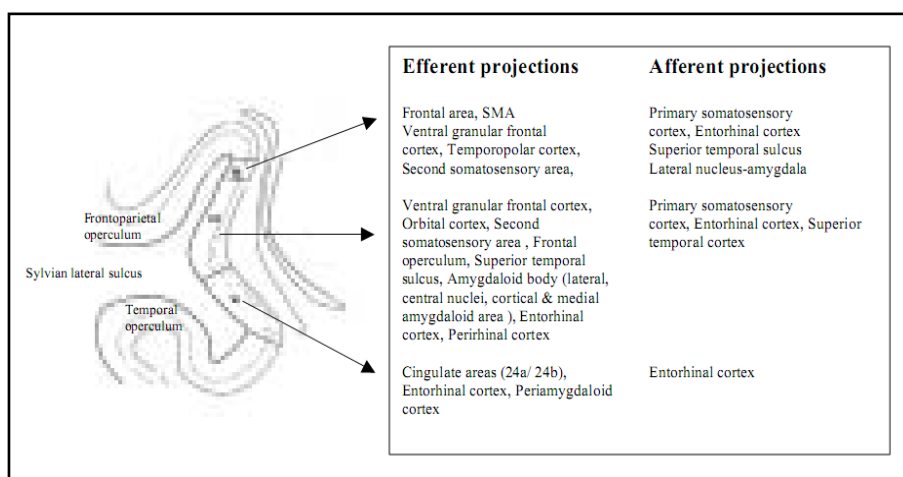 Efferent projections
Afferent projections
Frontal area, SMA
Ventral granular frontal
cortex, Temporopolar cortex,
Second somatosensory area,
Primary somatosensory
cortex, Entorhinal cortex
Superior temporal sulcus
Lateral nucleus-amygdala
Ventral granular frontal cortex,
Orbital cortex, Second
somatosensory area , Frontal
operculum, Superior temporal
sulcus, Amygdaloid body (lateral,
central nuclei, cortical & medial
amygdaloid area ), Entorhinal
cortex, Perirhinal cortex
Primary somatosensory
cortex, Entorhinal cortex, Superior
temporal cortex
Cingulate areas (24a/ 24b),
Entorhinal cortex, Periamygdaloid
cortex
Entorhinal cortex
Frontoparietal
operculum
Sylvian lateral sulcus
Temporal
operculum